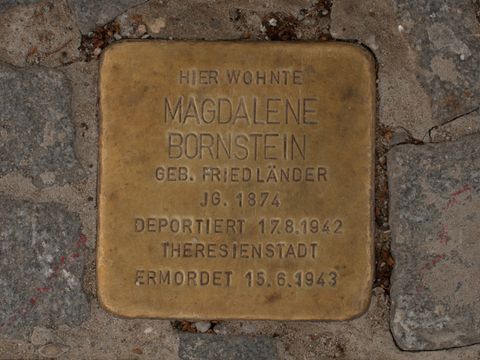 HIER WOHNTE
MAGDALENE
BORNSTEIN
GEB. FRIEDLÄNDER
JG. 1874
DEPORTIERT 17.8.1942
THERESIENSTADT
ERMORDET 15.6.1943